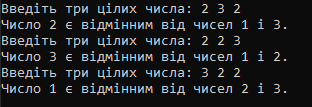 Введіть три цілих числа: 2 3 2
Число 2 є відмінним від чисел 1 і 3.
Введіть три цілих числа: 2 2 3
Число 3 є відмінним від чисел 1 і 2.
Введіть три цілих числа: 3 2 2
Число 1 є відмінним від чисел 2 і 3.